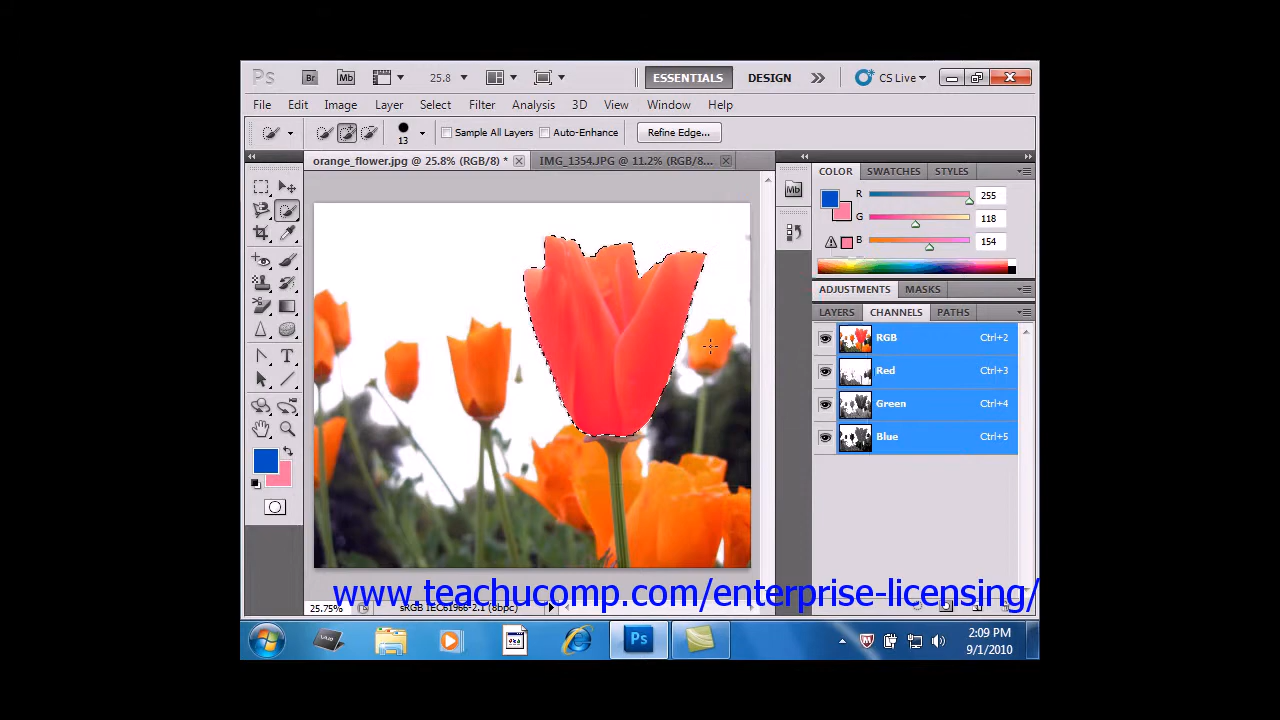 Ps Br Mb 25.8 ESSENTIALS DESIGN CS Live
File Edit Image Layer Select Filter Analysis 3D View Window Help
13 Sample All Layers Auto-Enhance Refine Edge...
orange_flower.jpg @ 25.8% (RGB/8) * IMG_1354.JPG @ 11.2% (RGB/8...
COLOR SWATCHES STYLES
Mb
R 255
G 118
B 154
ADJUSTMENTS MASKS
LAYERS CHANNELS PATHS
RGB Ctrl+2
Red Ctrl+3
Green Ctrl+4
Blue Ctrl+5
www.teachucomp.com/enterprise-licensing/
25.75% sRGB IEC61966-2.1 (8bpc)
Ps 2:09 PM
9/1/2010